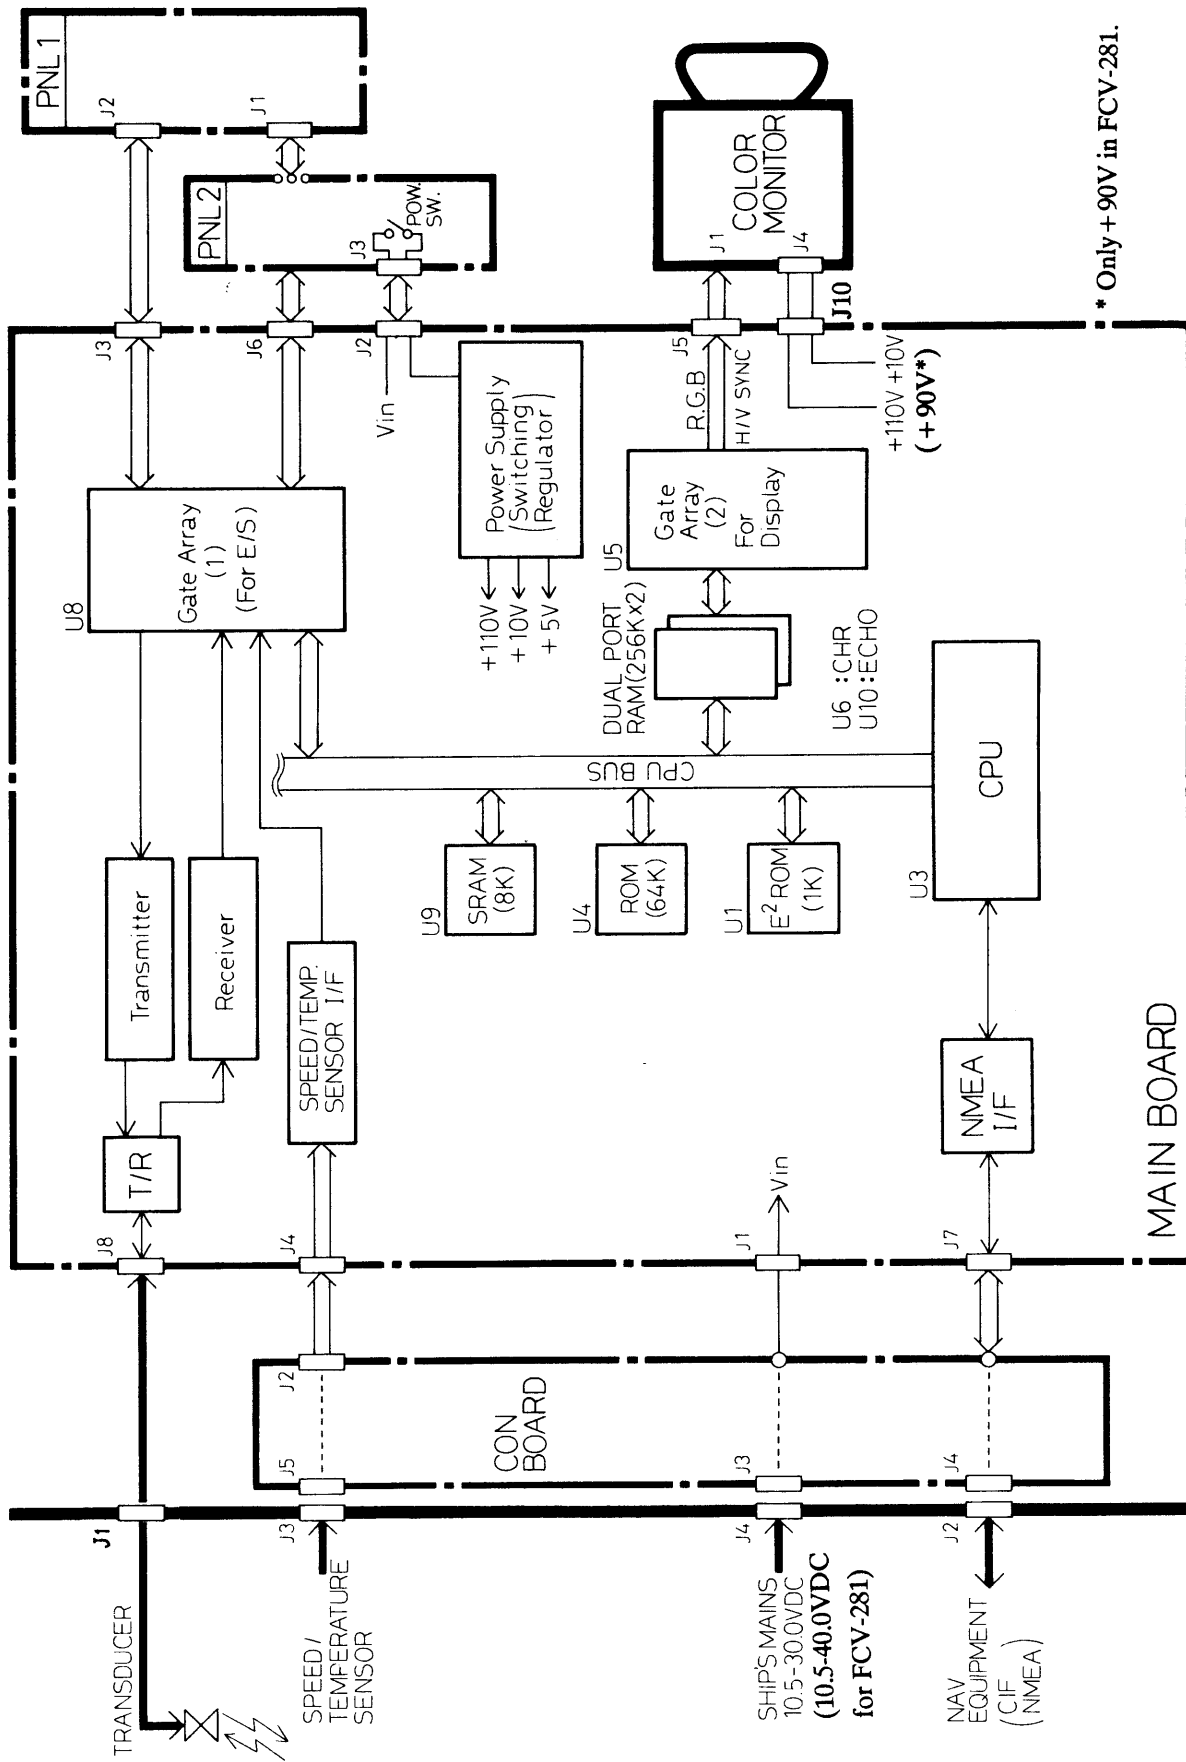 TRANSDUCER
J1
J8
T/R
Transmitter
Receiver
U8
Gate Array
(1)
(For E/S)
J3
J2
PNL1
J1
J6
PNL2
J3
POW.
SW.
J2
Vin
Power Supply
(Switching
Regulator)
+110V
+10V
+5V
SPEED/
TEMPERATURE
SENSOR
J3
J5
J2
J4
SPEED/TEMP.
SENSOR I/F
CON
BOARD
CPU BUS
U9
SRAM
(8K)
U4
ROM
(64K)
U1
E² ROM
(1K)
DUAL PORT
RAM(256K×2)
U6 :CHR
U10:ECHO
U5
Gate
Array
(2)
For
Display
R.G.B
H/V SYNC
J5
J1
COLOR
MONITOR
J4
J10
+110V +10V
(+90V*)
SHIP'S MAINS
10.5-30.0VDC
(10.5-40.0VDC
for FCV-281)
J4
J3
J1
Vin
NAV
EQUIPMENT
(CIF
NMEA)
J2
J4
J7
NMEA
I/F
U3
CPU
MAIN BOARD
* Only +90V in FCV-281.